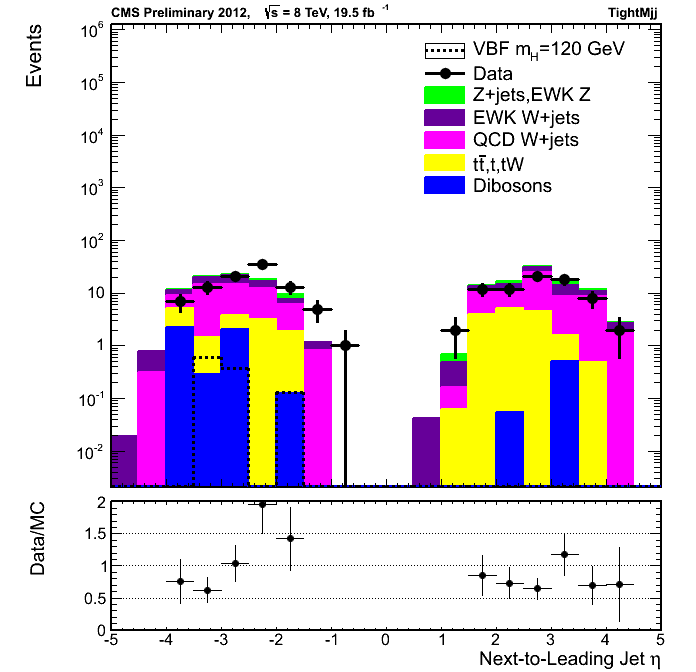 CMS Preliminary 2012, √s = 8 TeV, 19.5 fb⁻¹ TightMjj
Events
10⁶
10⁵
10⁴
10³
10²
10
1
10⁻¹
10⁻²
VBF m_H=120 GeV
Data
Z+jets,EWK Z
EWK W+jets
QCD W+jets
tt̄,t,tW
Dibosons
Data/MC
2
1.5
1
0.5
0
-5 -4 -3 -2 -1 0 1 2 3 4 5
Next-to-Leading Jet η